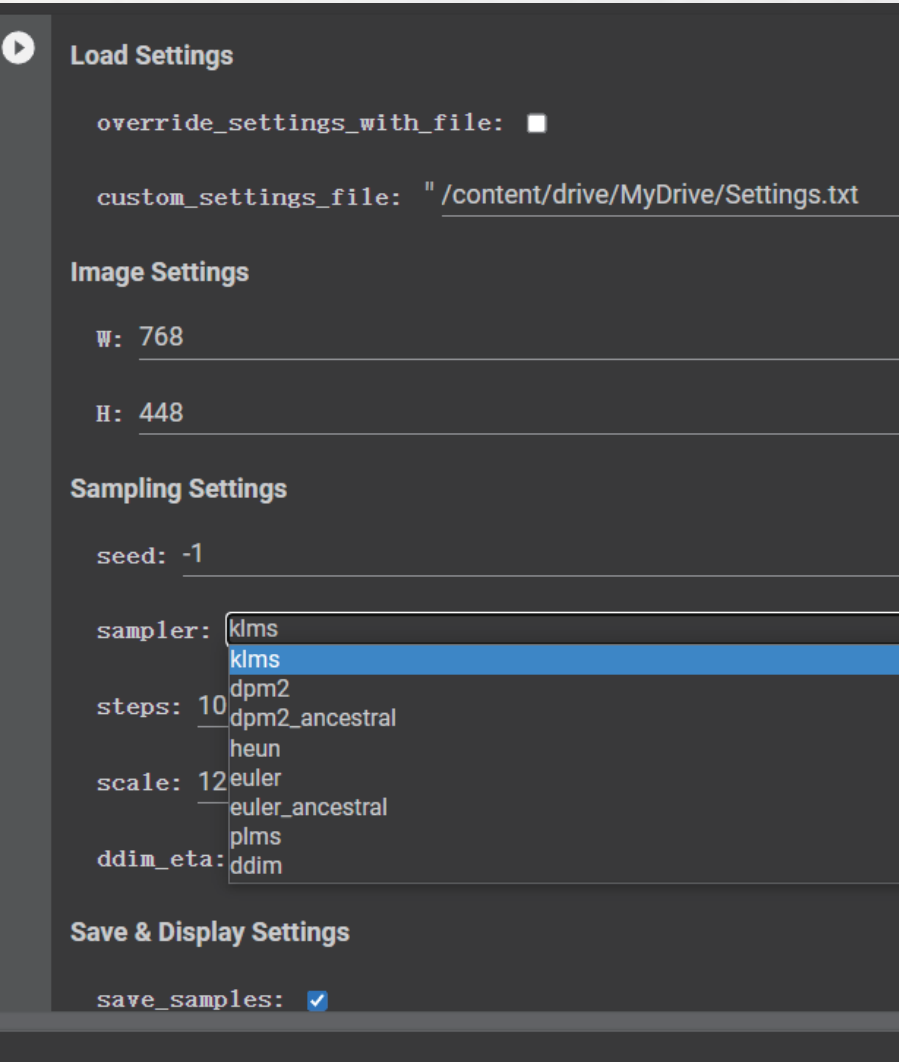 Load Settings
override_settings_with_file:
custom_settings_file: "/content/drive/MyDrive/Settings.txt
Image Settings
W: 768
H: 448
Sampling Settings
seed: -1
sampler: klms
klms
dpm2
steps: 10
dpm2_ancestral
heun
scale: 12
euler
euler_ancestral
plms
ddim_eta:
ddim
Save & Display Settings
save_samples: